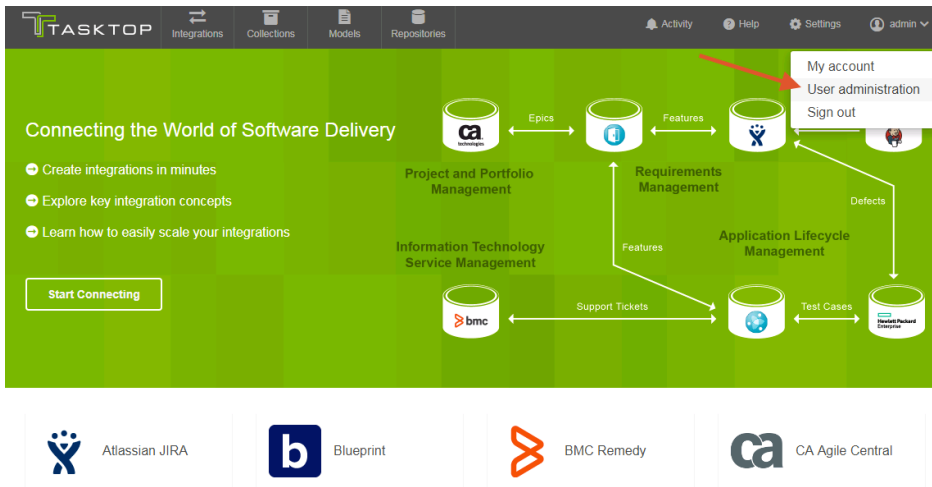 TASKTOP
Integrations
Collections
Models
Repositories
Activity
Help
Settings
admin
My account
User administration
Sign out
Connecting the World of Software Delivery
Create integrations in minutes
Explore key integration concepts
Learn how to easily scale your integrations
Start Connecting
ca
technologies
Epics
Features
Project and Portfolio
Management
Requirements
Management
Defects
Information Technology
Service Management
Features
Application Lifecycle
Management
bmc
Support Tickets
Test Cases
Hewlett Packard
Enterprise
Atlassian JIRA
b
Blueprint
BMC Remedy
ca
CA Agile Central